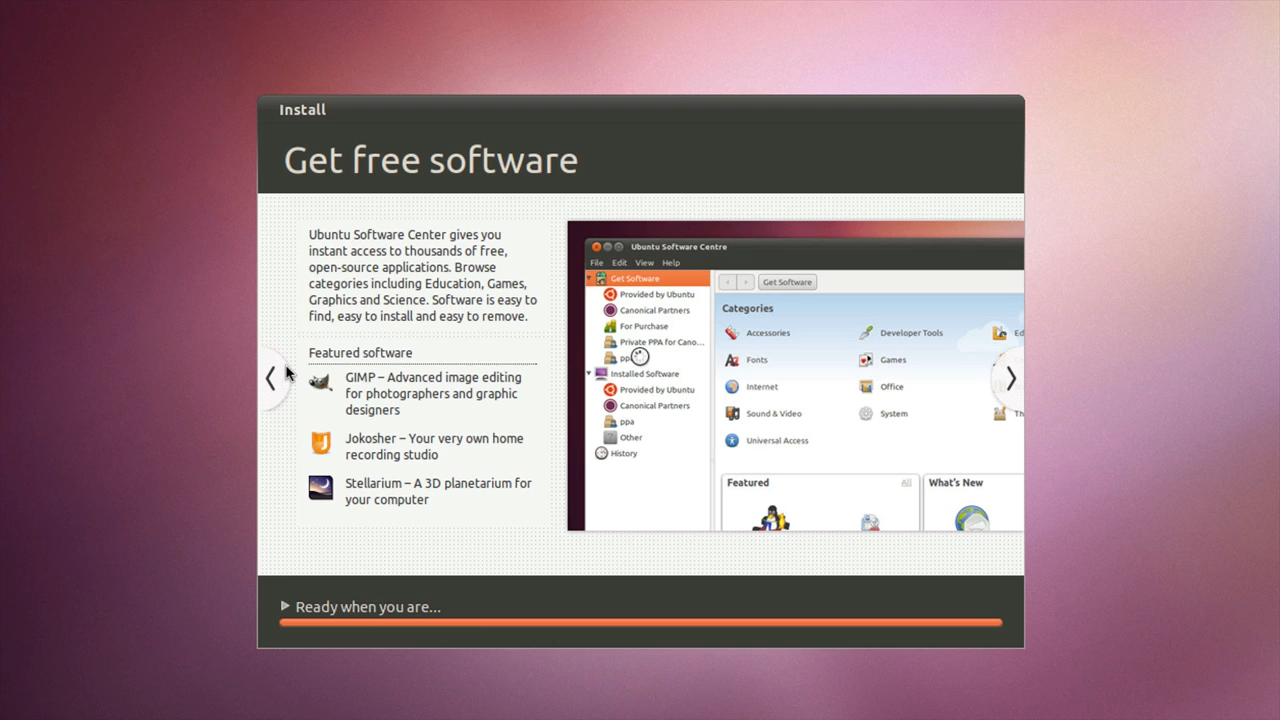 Install
Get free software
Ubuntu Software Center gives you
instant access to thousands of free,
open-source applications. Browse
categories including Education, Games,
Graphics and Science. Software is easy to
find, easy to install and easy to remove.
Featured software
GIMP – Advanced image editing
for photographers and graphic
designers
Jokosher – Your very own home
recording studio
Stellarium – A 3D planetarium for
your computer
Ubuntu Software Centre
File Edit View Help
Get Software
Provided by Ubuntu
Canonical Partners
For Purchase
Private PPA for Cano...
Installed Software
Provided by Ubuntu
Canonical Partners
ppa
Other
History
Get Software
Categories
Accessories
Developer Tools
Ed
Fonts
Games
Internet
Office
Sound & Video
System
Th
Universal Access
Featured
All
What's New
Ready when you are...